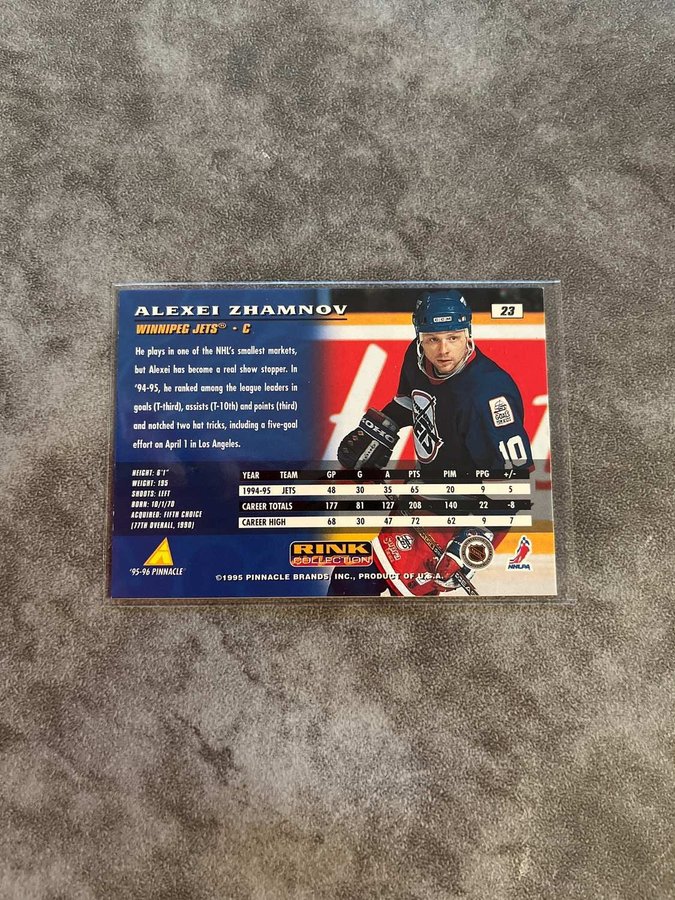 ALEXEI ZHAMNOV
23
WINNIPEG JETS® - C
He plays in one of the NHL's smallest markets,
but Alexei has become a real show stopper. In
'94-95, he ranked among the league leaders in
goals (T-third), assists (T-10th) and points (third)
and notched two hat tricks, including a five-goal
effort on April 1 in Los Angeles.
10
HEIGHT: 6'1"
WEIGHT: 195
SHOOTS: LEFT
BORN: 10/1/70
ACQUIRED: FIFTH CHOICE
(77TH OVERALL, 1990)
YEAR TEAM GP G A PTS PIM PPG +/-
1994-95 JETS 48 30 35 65 20 9 5
CAREER TOTALS 177 81 127 208 140 22 -8
CAREER HIGH 68 30 47 72 62 9 7
'95-96 PINNACLE
RINK
COLLECTION
NHLPA
©1995 PINNACLE BRANDS, INC., PRODUCT OF U.S.A.